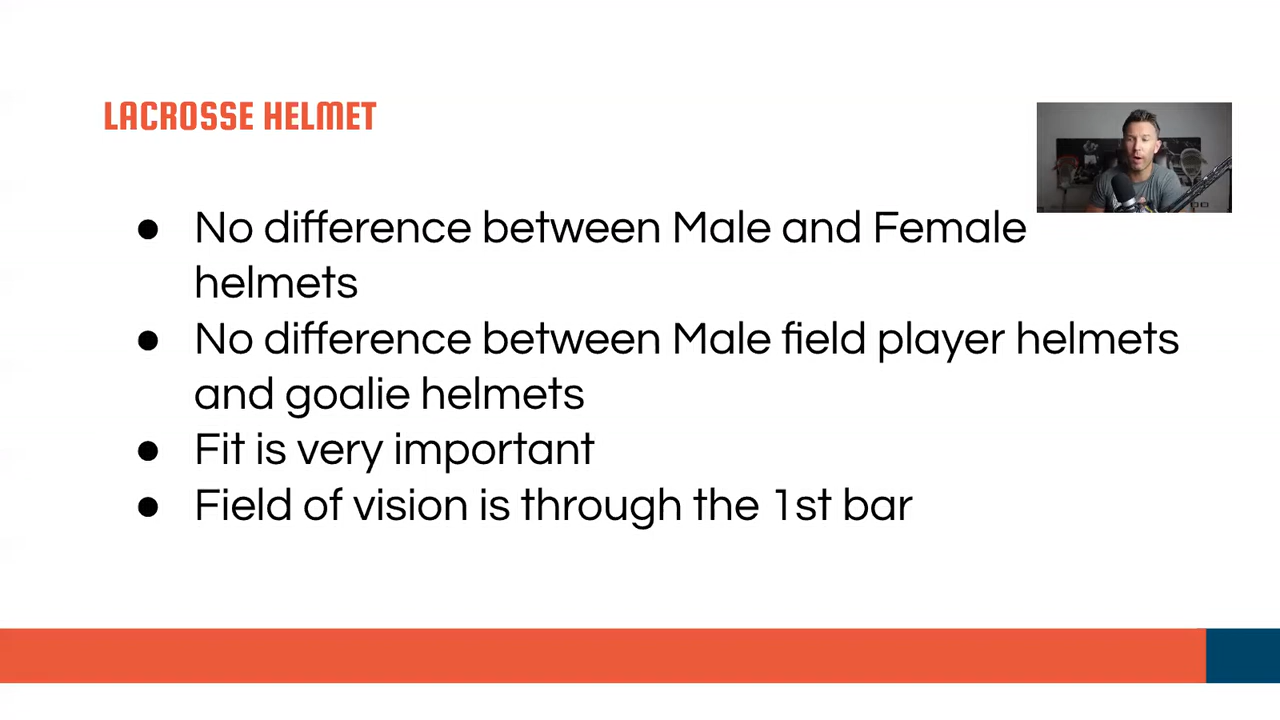 LACROSSE HELMET
● No difference between Male and Female
helmets
● No difference between Male field player helmets
and goalie helmets
● Fit is very important
● Field of vision is through the 1st bar